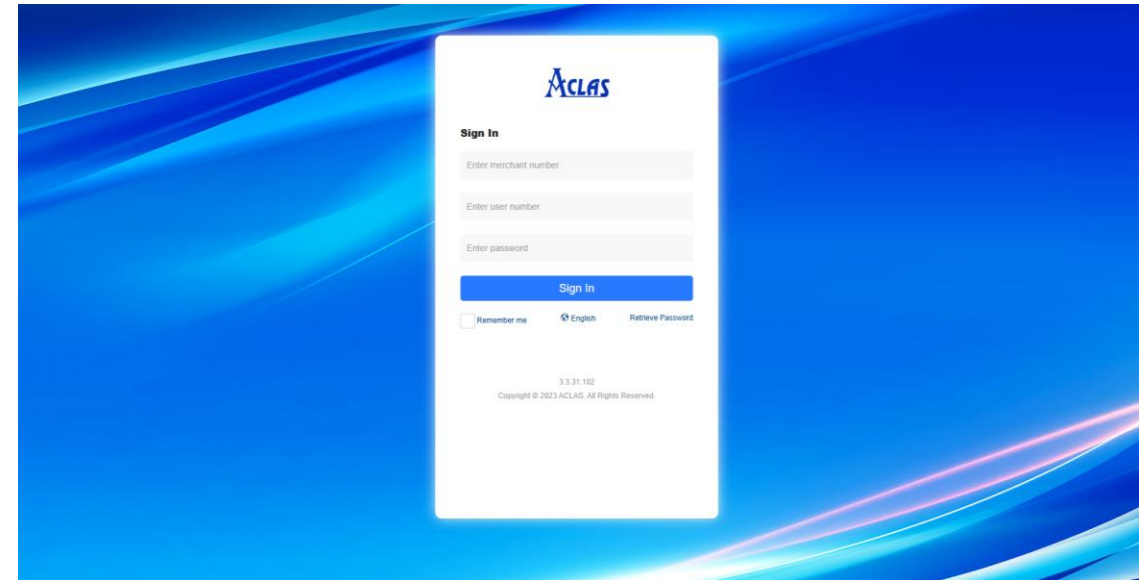 ACLAS
Sign In
Enter merchant number
Enter user number
Enter password
Sign In
Remember me English Retrieve Password
3.3.31.182
Copyright © 2023 ACLAS. All Rights Reserved.